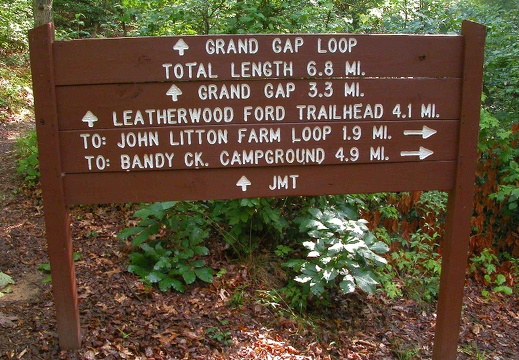 ↑ GRAND GAP LOOP
TOTAL LENGTH 6.8 MI.
↑ GRAND GAP 3.3 MI.
↑ LEATHERWOOD FORD TRAILHEAD 4.1 MI.
TO: JOHN LITTON FARM LOOP 1.9 MI. →
TO: BANDY CK. CAMPGROUND 4.9 MI. →
↑ JMT